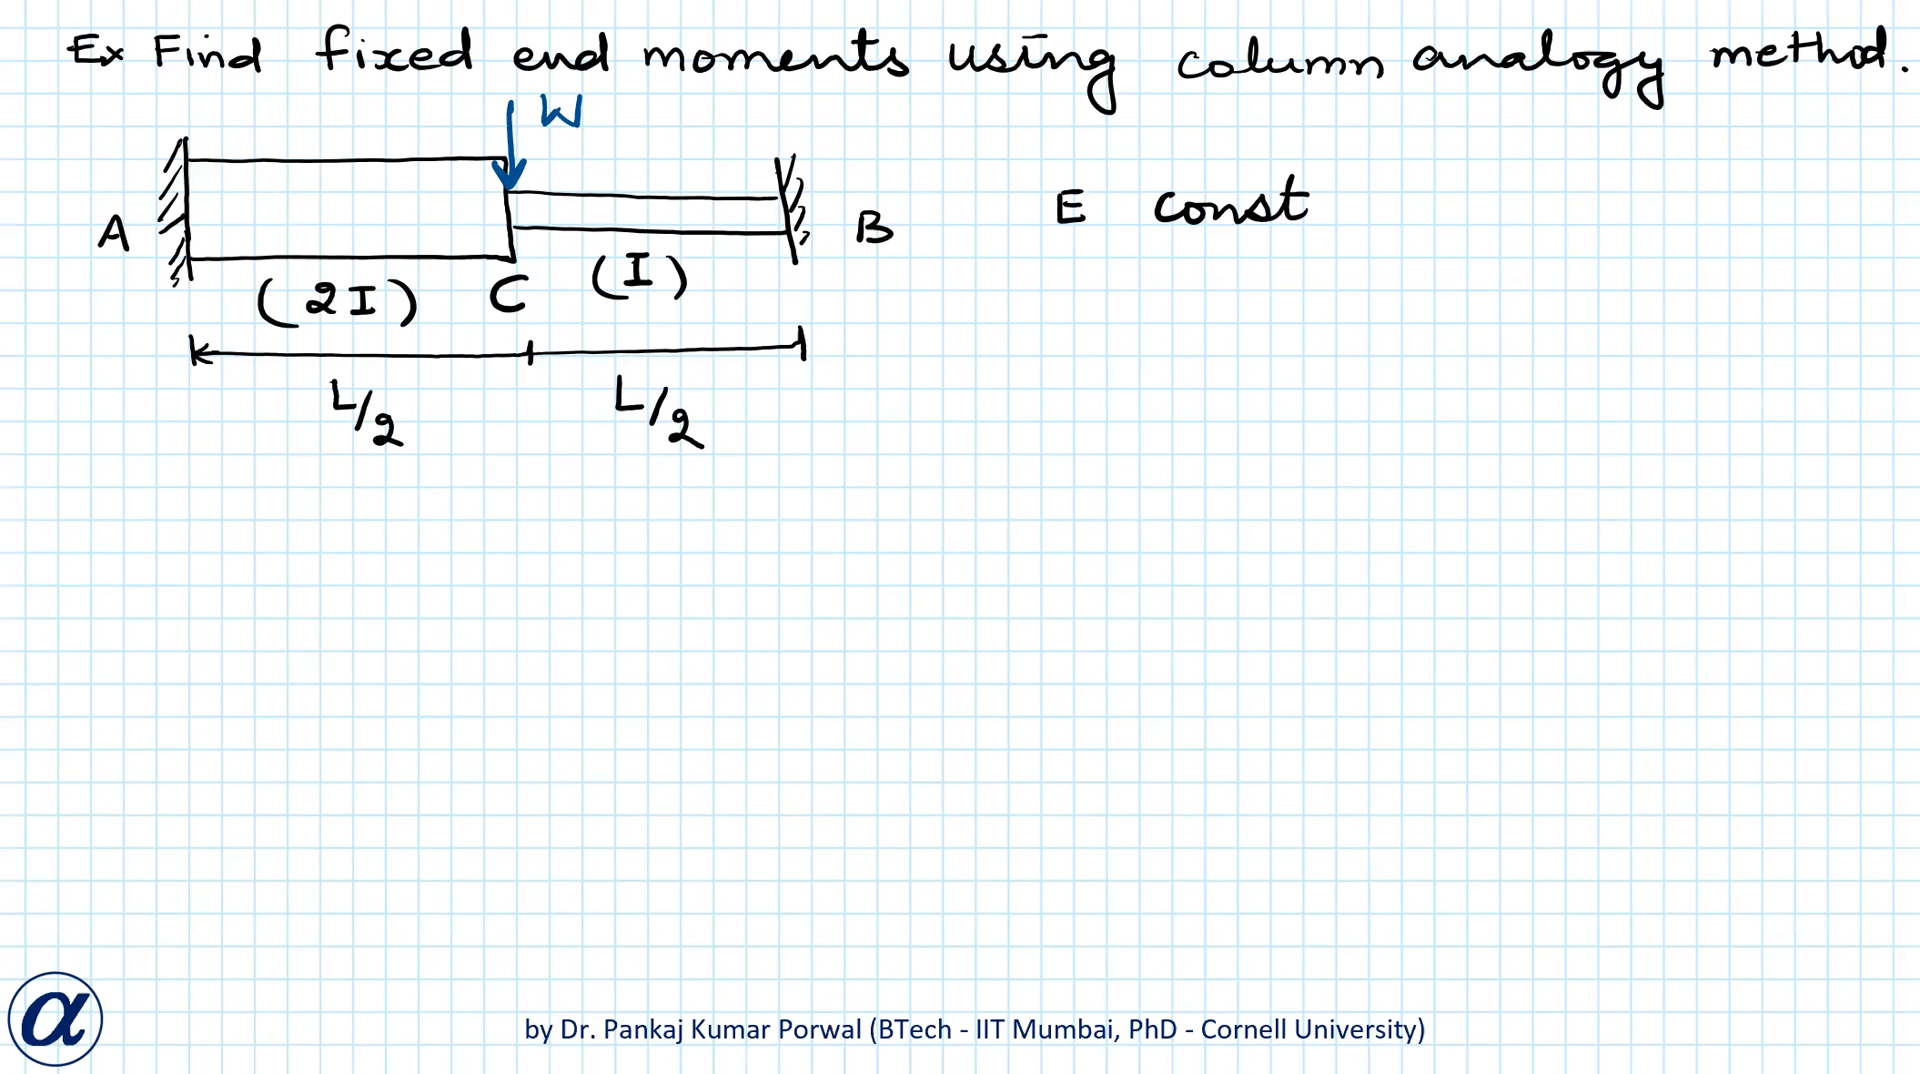 Ex Find fixed end moments using column analogy method.
W
A
B
E const
(2I) C (I)
L/2 L/2
α
by Dr. Pankaj Kumar Porwal (BTech - IIT Mumbai, PhD - Cornell University)